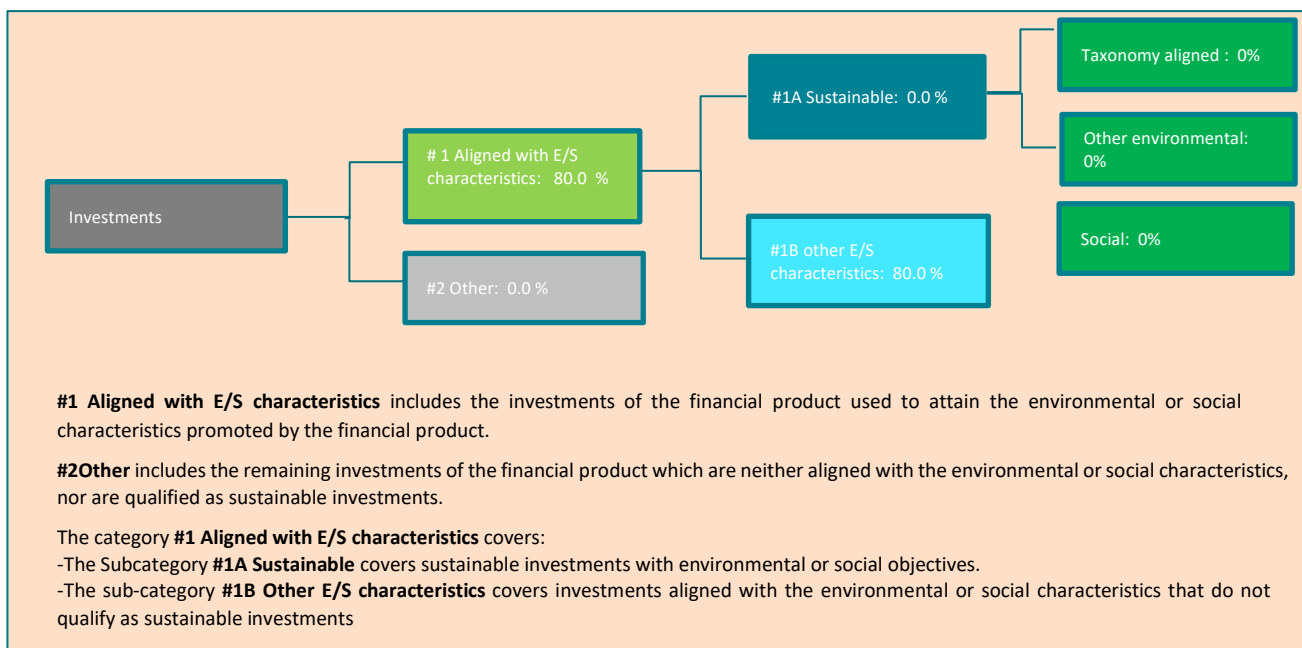 Investments
# 1 Aligned with E/S
characteristics: 80.0 %
#2 Other: 0.0 %
#1A Sustainable: 0.0 %
#1B other E/S
characteristics: 80.0 %
Taxonomy aligned : 0%
Other environmental:
0%
Social: 0%
#1 Aligned with E/S characteristics includes the investments of the financial product used to attain the environmental or social
characteristics promoted by the financial product.
#2Other includes the remaining investments of the financial product which are neither aligned with the environmental or social characteristics,
nor are qualified as sustainable investments.
The category #1 Aligned with E/S characteristics covers:
-The Subcategory #1A Sustainable covers sustainable investments with environmental or social objectives.
-The sub-category #1B Other E/S characteristics covers investments aligned with the environmental or social characteristics that do not
qualify as sustainable investments